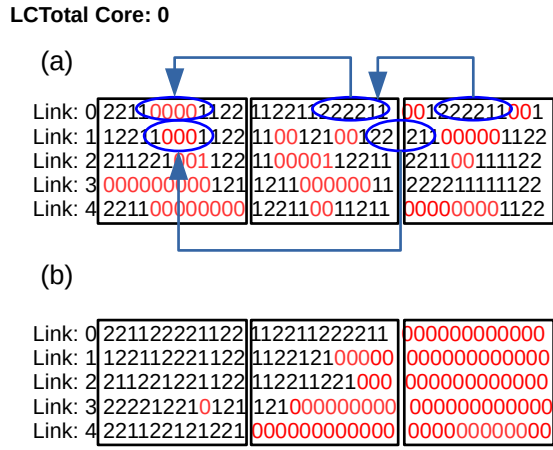 LCTotal Core: 0
(a)
Link: 0 221100001122 112211222211 001222211001
Link: 1 122110001122 110012100122 211000001122
Link: 2 211221001122 110000112211 221100111122
Link: 3 000000000121 121100000011 222211111122
Link: 4 221100000000 122110011211 000000001122
(b)
Link: 0 221122221122 112211222211 000000000000
Link: 1 122112221122 112212100000 000000000000
Link: 2 211221221122 112211221000 000000000000
Link: 3 222212210121 121000000000 000000000000
Link: 4 221122121221 000000000000 000000000000